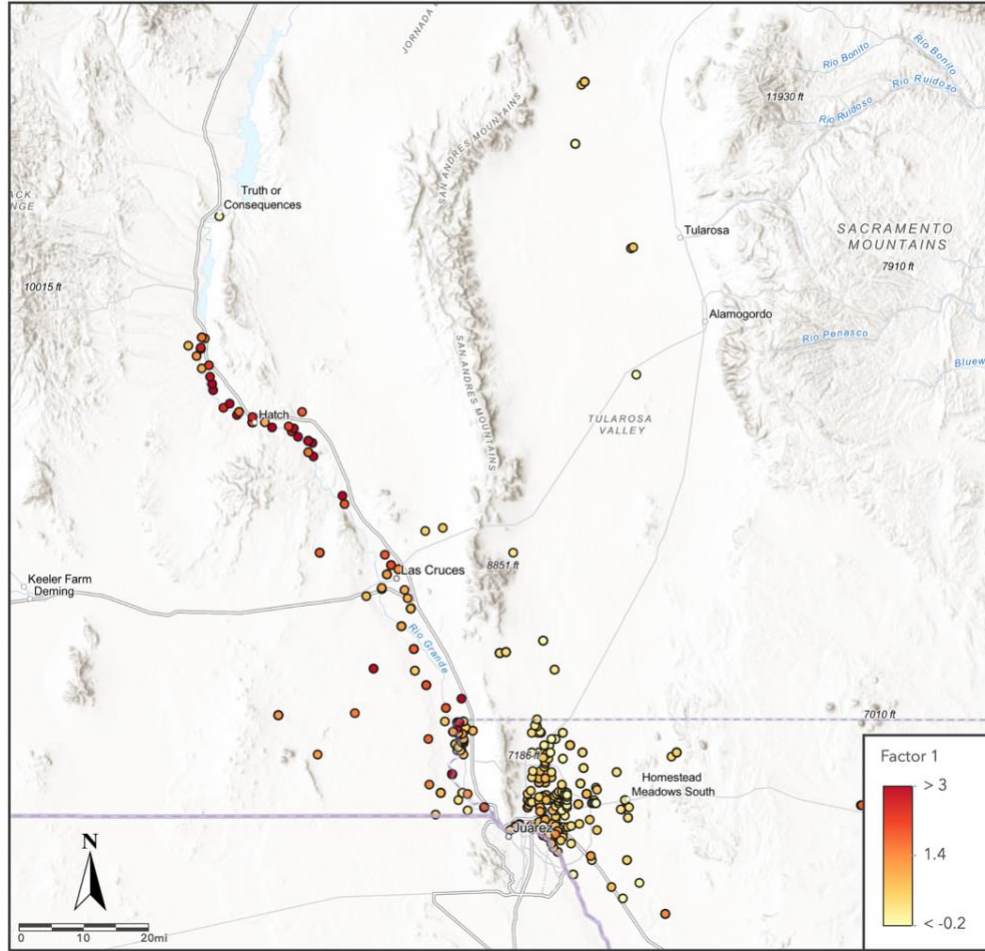 JORNADA
Rio Bonito
Rio Bonito
11930 ft
Rio Ruidoso
Rio Ruidoso
SAN ANDRES MOUNTAINS
ACK
NGE
Truth or
Consequences
Tularosa
SACRAMENTO
MOUNTAINS
7910 ft
10015 ft
Alamogordo
Rio Penasco
Bluew
SAN ANDRES MOUNTAINS
Hatch
TULAROSA
VALLEY
Las Cruces
8851 ft
Keeler Farm
Deming
Rio Grande
7010 ft
7186 ft
Homestead
Meadows South
Juárez
Factor 1
> 3
1.4
< -0.2
N
0 10 20mi